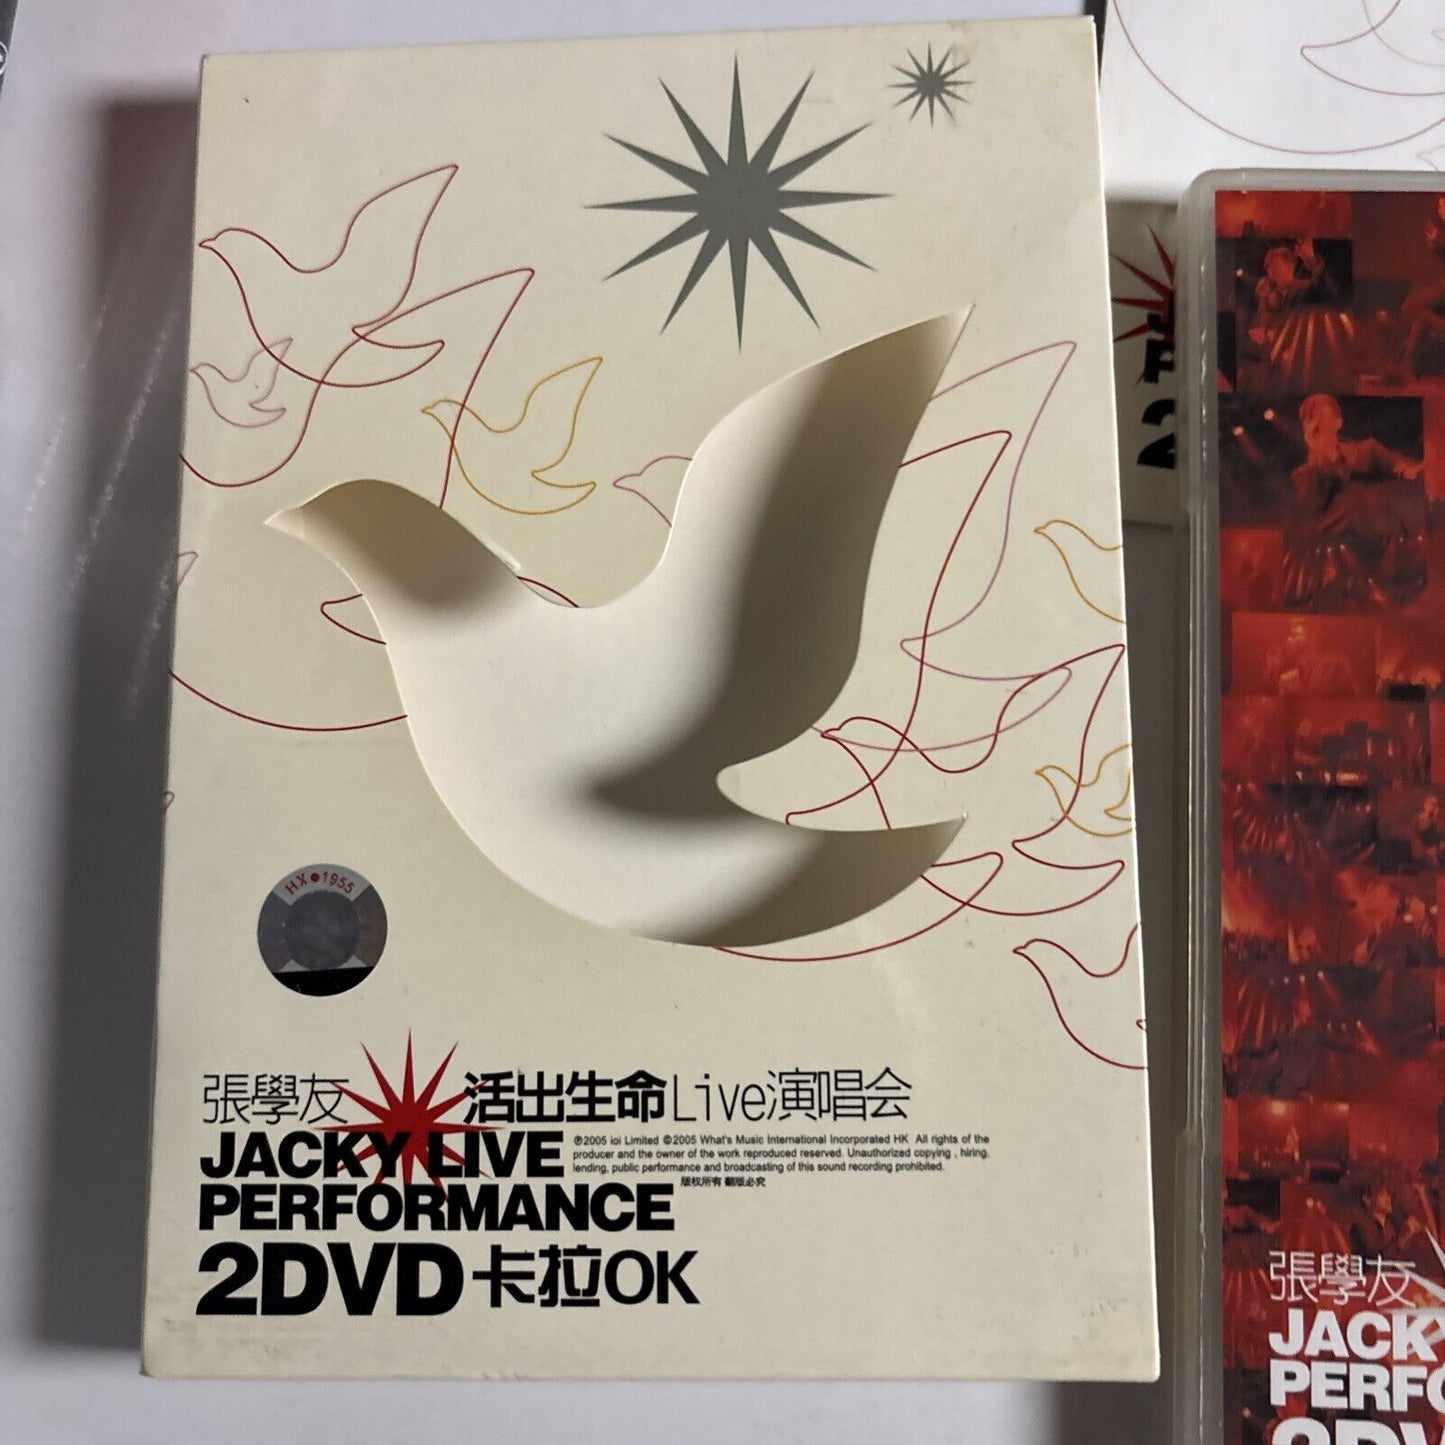 HX●1955
張學友 活出生命Live演唱会
JACKY LIVE
PERFORMANCE
℗2005 ioi Limited ©2005 What's Music International Incorporated HK All rights of the
producer and the owner of the work reproduced reserved. Unauthorized copying , hiring,
lending, public performance and broadcasting of this sound recording prohibited.
版权所有 翻版必究
2DVD卡拉OK
張學友
JACK
PERFO
2DV